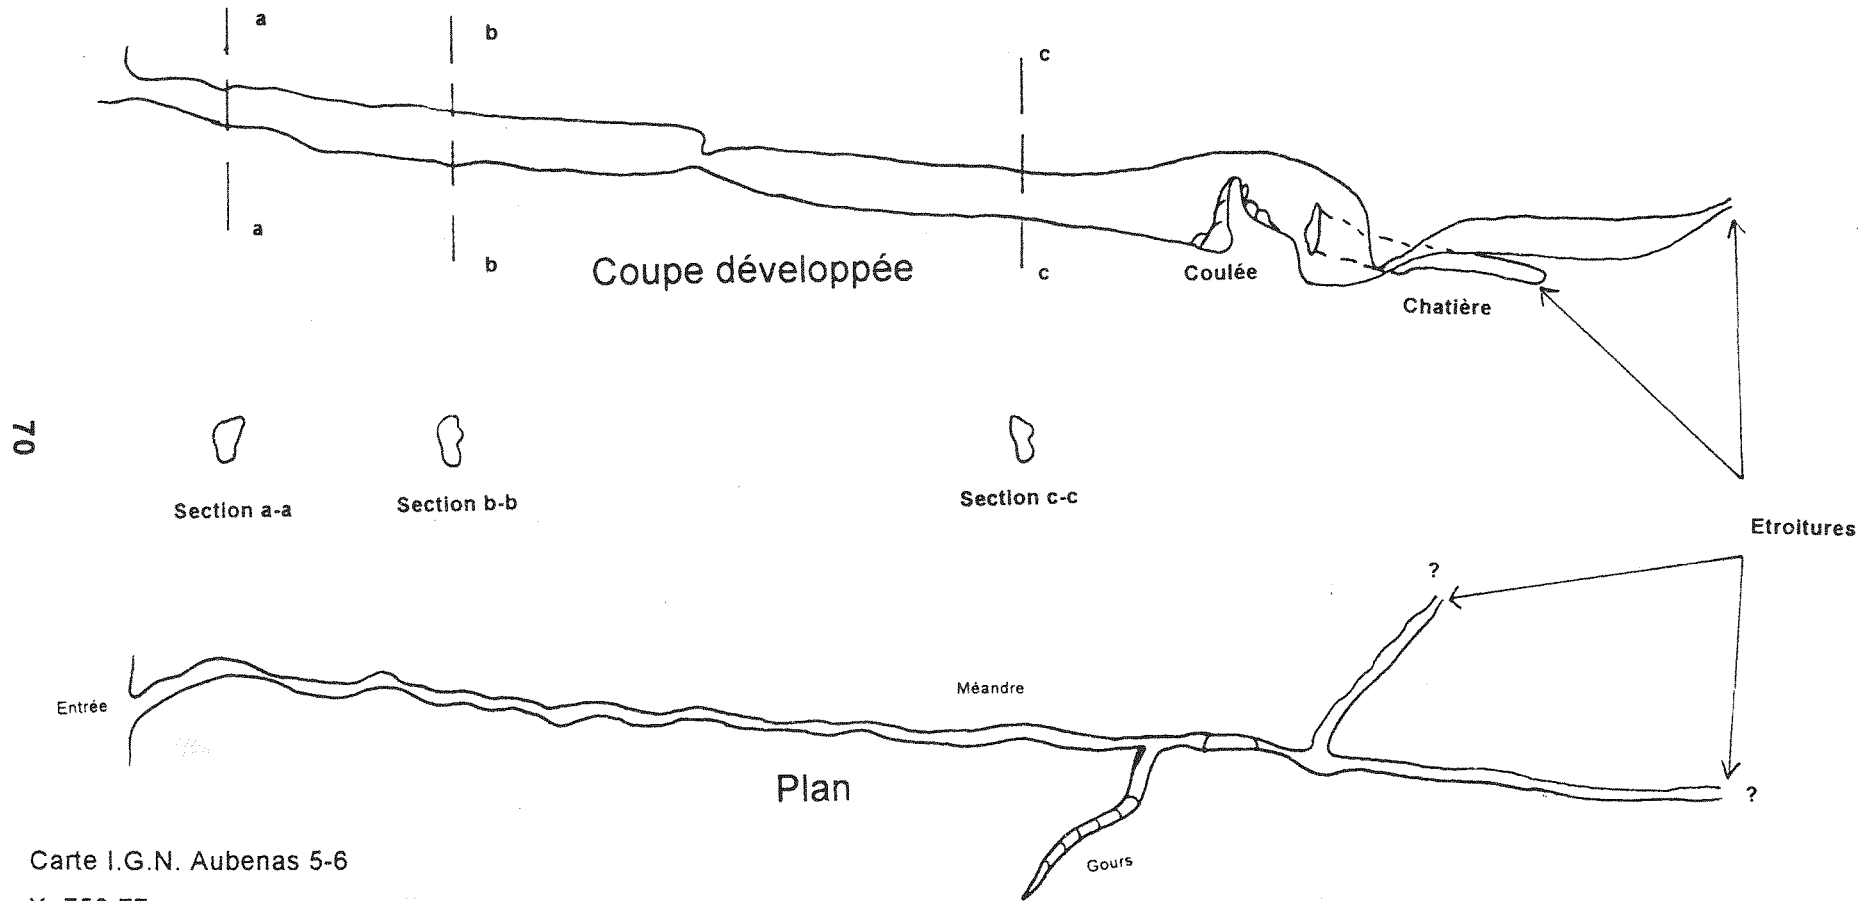 a
b
c
a
b
c
Coupe développée
Coulée
Chatière
70
Section a-a
Section b-b
Section c-c
Etroitures
?
Entrée
Méandre
Plan
?
Gours
Carte I.G.N. Aubenas 5-6